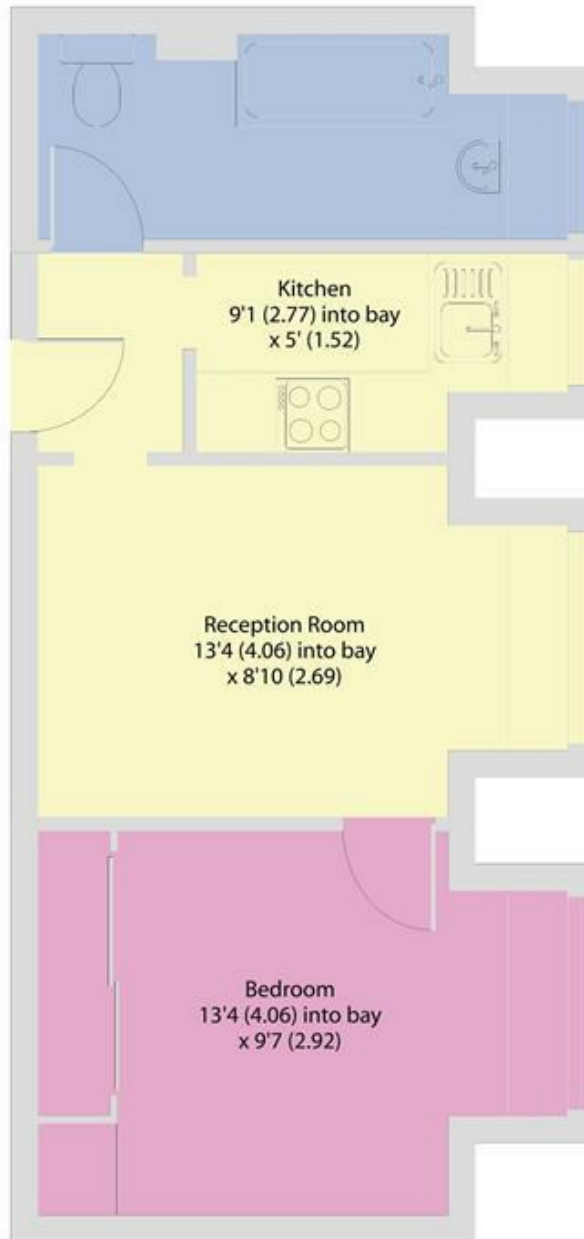 Kitchen
9'1 (2.77) into bay
x 5' (1.52)
Reception Room
13'4 (4.06) into bay
x 8'10 (2.69)
Bedroom
13'4 (4.06) into bay
x 9'7 (2.92)